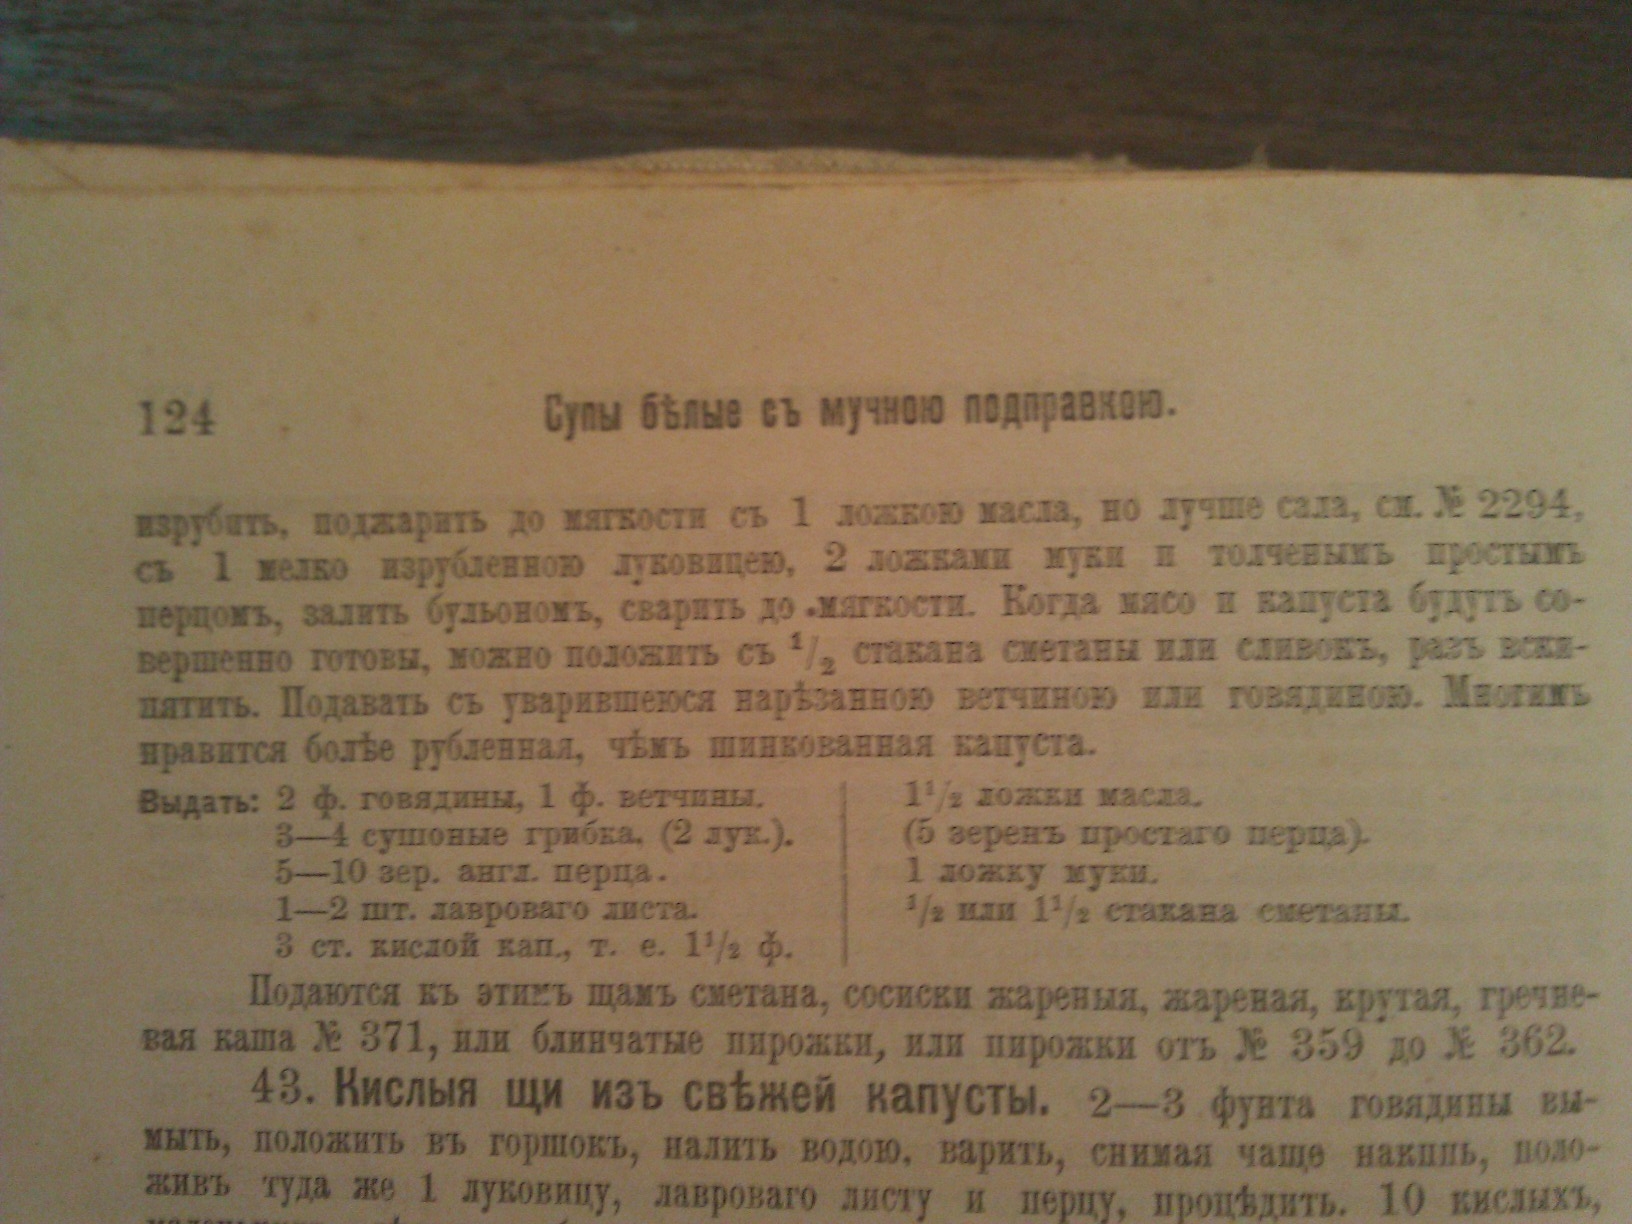 124
Супы бѣлые съ мучною подправкою.
изрубить, поджарить до мягкости съ 1 ложкою масла, но лучше сала, см. № 2294,
съ 1 мелко изрубленною луковицею, 2 ложками муки и толченымъ простымъ
перцомъ, залить бульономъ, сварить до мягкости. Когда мясо и капуста будутъ со-
вершенно готовы, можно положить съ 1/2 стакана сметаны или сливокъ, разъ вски-
пятить. Подавать съ уварившеюся нарѣзанною ветчиною или говядиною. Многимъ
нравится болѣе рубленная, чѣмъ шинкованная капуста.
Выдать: 2 ф. говядины, 1 ф. ветчины.
3—4 сушоные грибка. (2 лук.).
5—10 зер. англ. перца.
1—2 шт. лавроваго листа.
3 ст. кислой кап., т. е. 1 1/2 ф.
1 1/2 ложки масла.
(5 зеренъ простаго перца).
1 ложку муки.
1/2 или 1 1/2 стакана сметаны.
Подаются къ этимъ щамъ сметана, сосиски жареныя, жареная, крутая, гречне-
вая каша № 371, или блинчатые пирожки, или пирожки отъ № 359 до № 362.
43. Кислыя щи изъ свѣжей капусты. 2—3 фунта говядины вы-
мыть, положить въ горшокъ, налить водою, варить, снимая чаще накипь, поло-
живъ туда же 1 луковицу, лавроваго листу и перцу, процѣдить. 10 кислыхъ,